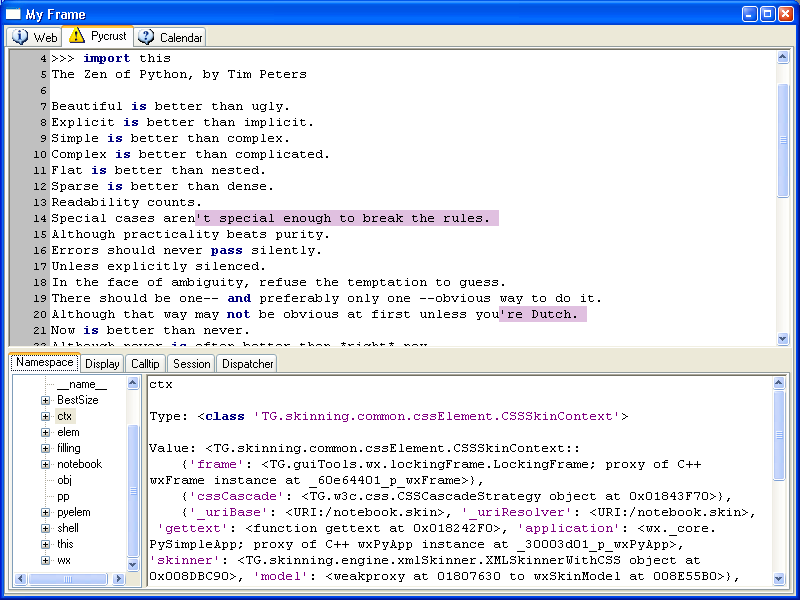 My Frame
Web Pycrust Calendar
4 >>> import this
5 The Zen of Python, by Tim Peters
6
7 Beautiful is better than ugly.
8 Explicit is better than implicit.
9 Simple is better than complex.
10 Complex is better than complicated.
11 Flat is better than nested.
12 Sparse is better than dense.
13 Readability counts.
14 Special cases aren't special enough to break the rules.
15 Although practicality beats purity.
16 Errors should never pass silently.
17 Unless explicitly silenced.
18 In the face of ambiguity, refuse the temptation to guess.
19 There should be one-- and preferably only one --obvious way to do it.
20 Although that way may not be obvious at first unless you're Dutch.
21 Now is better than never.
22 Although never is often better than *right* now.
Namespace Display Calltip Session Dispatcher
__name__
BestSize
ctx
elem
filling
notebook
obj
pp
pyelem
shell
this
wx
ctx
Type: <class 'TG.skinning.common.cssElement.CSSSkinContext'>
Value: <TG.skinning.common.cssElement.CSSSkinContext::
{'frame': <TG.guiTools.wx.lockingFrame.LockingFrame; proxy of C++
wxFrame instance at _60e64401_p_wxFrame>},
{'cssCascade': <TG.w3c.css.CSSCascadeStrategy object at 0x01843F70>},
{'_uriBase': <URI:/notebook.skin>, '_uriResolver': <URI:/notebook.skin>,
'gettext': <function gettext at 0x018242F0>, 'application': <wx._core.
PySimpleApp; proxy of C++ wxPyApp instance at _30003d01_p_wxPyApp>,
'skinner': <TG.skinning.engine.xmlSkinner.XMLSkinnerWithCSS object at
0x008DBC90>, 'model': <weakproxy at 01807630 to wxSkinModel at 008E55B0>},